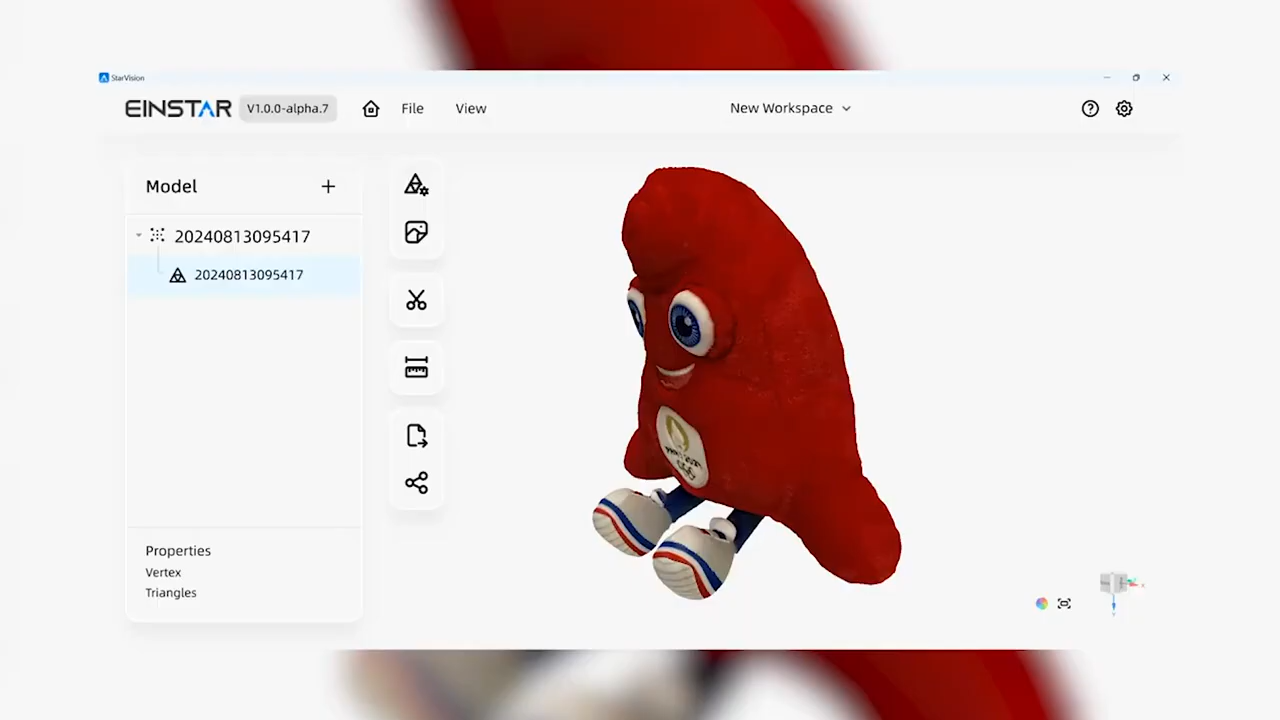 StarVision
EINSTAR V1.0.0-alpha.7 File View New Workspace
Model
20240813095417
20240813095417
Properties
Vertex
Triangles